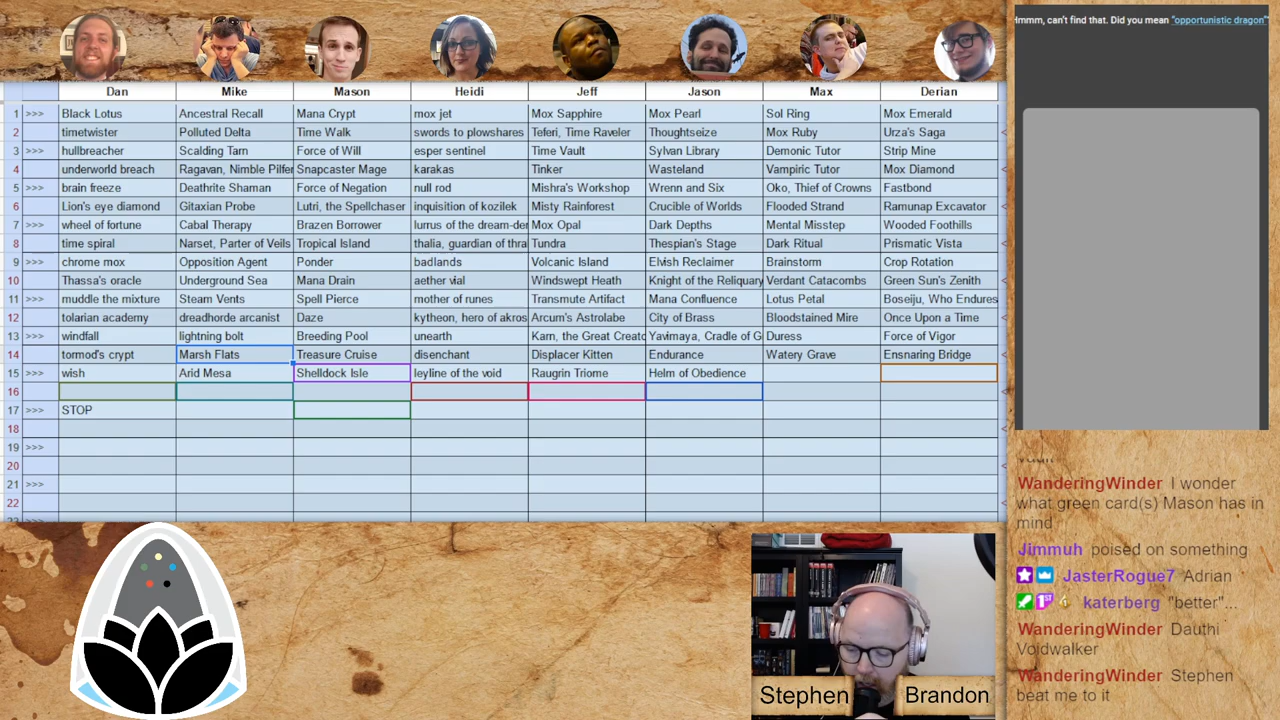 Hmmm, can't find that. Did you mean "opportunistic dragon"
Dan Mike Mason Heidi Jeff Jason Max Derian
1 >>> Black Lotus Ancestral Recall Mana Crypt mox jet Mox Sapphire Mox Pearl Sol Ring Mox Emerald
2 timetwister Polluted Delta Time Walk swords to plowshares Teferi, Time Raveler Thoughtseize Mox Ruby Urza's Saga
3 >>> hullbreacher Scalding Tarn Force of Will esper sentinel Time Vault Sylvan Library Demonic Tutor Strip Mine
4 underworld breach Ragavan, Nimble Pilfer Snapcaster Mage karakas Tinker Wasteland Vampiric Tutor Mox Diamond
5 >>> brain freeze Deathrite Shaman Force of Negation null rod Mishra's Workshop Wrenn and Six Oko, Thief of Crowns Fastbond
6 Lion's eye diamond Gitaxian Probe Lutri, the Spellchaser inquisition of kozilek Misty Rainforest Crucible of Worlds Flooded Strand Ramunap Excavator
7 >>> wheel of fortune Cabal Therapy Brazen Borrower lurrus of the dream-der Mox Opal Dark Depths Mental Misstep Wooded Foothills
8 time spiral Narset, Parter of Veils Tropical Island thalia, guardian of thra Tundra Thespian's Stage Dark Ritual Prismatic Vista
9 >>> chrome mox Opposition Agent Ponder badlands Volcanic Island Elvish Reclaimer Brainstorm Crop Rotation
10 Thassa's oracle Underground Sea Mana Drain aether vial Windswept Heath Knight of the Reliquary Verdant Catacombs Green Sun's Zenith
11 >>> muddle the mixture Steam Vents Spell Pierce mother of runes Transmute Artifact Mana Confluence Lotus Petal Boseiju, Who Endures
12 tolarian academy dreadhorde arcanist Daze kytheon, hero of akros Arcum's Astrolabe City of Brass Bloodstained Mire Once Upon a Time
13 >>> windfall lightning bolt Breeding Pool unearth Karn, the Great Creato Yavimaya, Cradle of G Duress Force of Vigor
14 tormod's crypt Marsh Flats Treasure Cruise disenchant Displacer Kitten Endurance Watery Grave Ensnaring Bridge
15 >>> wish Arid Mesa Shelldock Isle leyline of the void Raugrin Triome Helm of Obedience
16
17 >>> STOP
18
19 >>>
20
21 >>>
22
WanderingWinder I wonder
what green card(s) Mason has in
mind
Jimmuh poised on something
JasterRogue7 Adrian
katerberg "better"...
WanderingWinder Dauthi
Voidwalker
WanderingWinder Stephen
beat me to it
Stephen Brandon